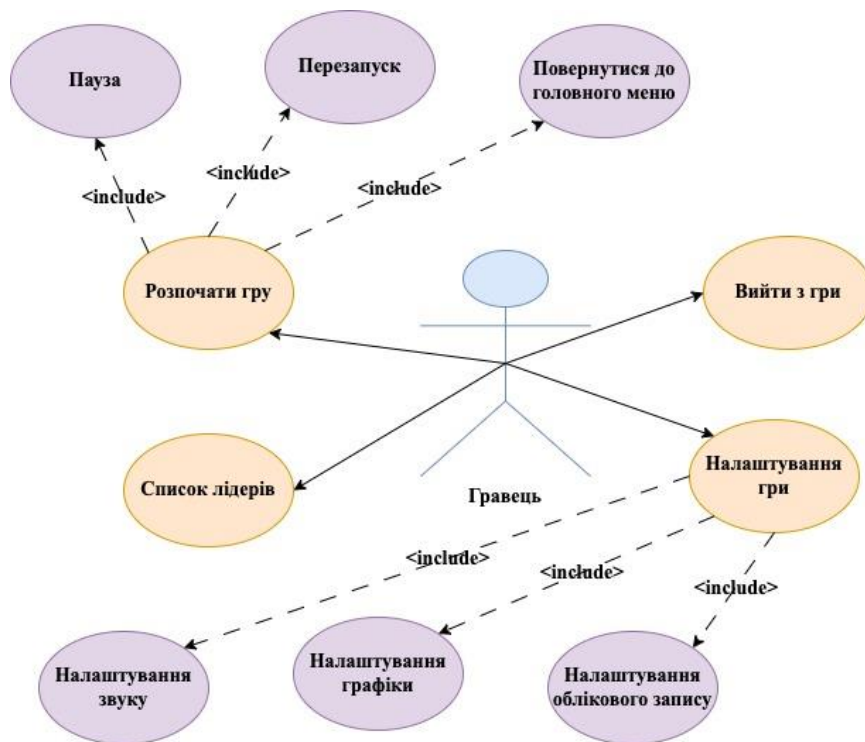 Пауза
Перезапуск
Повернутися до
головного меню
<include>
<include>
<include>
Розпочати гру
Вийти з гри
Список лідерів
Гравець
Налаштування
гри
<include>
<include>
<include>
Налаштування
звуку
Налаштування
графіки
Налаштування
облікового запису